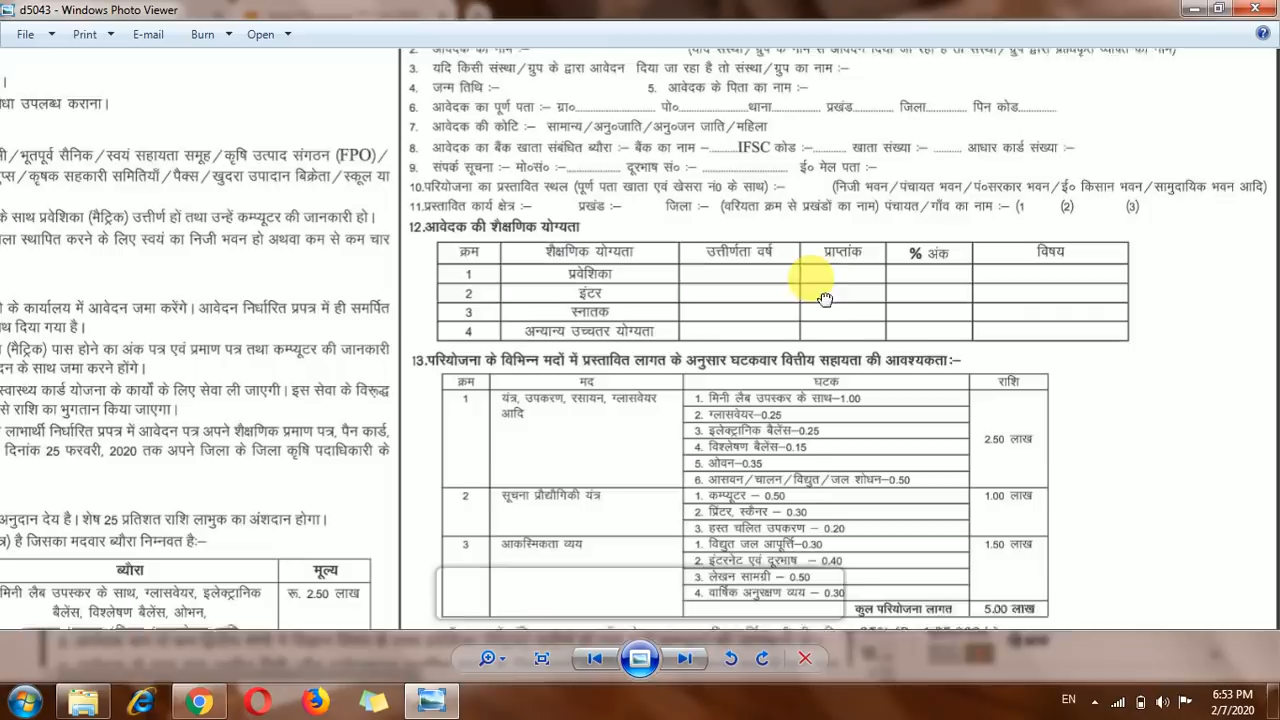 d5043 - Windows Photo Viewer
File Print E-mail Burn Open
।
धा उपलब्ध कराना।
ी/भूतपूर्व सैनिक/स्वयं सहायता समूह/कृषि उत्पाद संगठन (FPO)/
प्स/कृषक सहकारी समितियाँ/पैक्स/खुदरा उपादान बिक्रेता/स्कूल या
के साथ प्रवेशिका (मैट्रिक) उत्तीर्ण हों तथा उन्हें कम्प्यूटर की जानकारी हो।
ला स्थापित करने के लिए स्वयं का निजी भवन हो अथवा कम से कम चार
के कार्यालय में आवेदन जमा करेंगे। आवेदन निर्धारित प्रपत्र में ही समर्पित
थ दिया गया है।
(मैट्रिक) पास होने का अंक पत्र एवं प्रमाण पत्र तथा कम्प्यूटर की जानकारी
दन के साथ जमा करने होंगे।
स्वास्थ्य कार्ड योजना के कार्यो के लिए सेवा ली जाएगी। इस सेवा के विरूद्ध
से राशि का भुगतान किया जाएगा।
लाभार्थी निर्धारित प्रपत्र में आवेदन पत्र अपने शैक्षणिक प्रमाण पत्र, पैन कार्ड,
दिनांक 25 फरवरी, 2020 तक अपने जिला के जिला कृषि पदाधिकारी के
अनुदान देय है। शेष 25 प्रतिशत राशि लाभुक का अंशदान होगा।
त्र) है जिसका मदवार ब्यौरा निम्नवत है:–
ब्यौरा मूल्य
मिनी लैब उपस्कर के साथ, ग्लासवेयर, इलेक्ट्रानिक रू. 2.50 लाख
बैलेंस, विश्लेषण बैलेंस, ओभन,
2. आवेदक का नाम :– (यदि संस्था/ग्रुप के नाम से आवेदन दिया जा रहा है तो संस्था/ग्रुप द्वारा प्राधिकृत व्यक्ति का नाम)
3. यदि किसी संस्था/ग्रुप के द्वारा आवेदन दिया जा रहा है तो संस्था/ग्रुप का नाम :–
4. जन्म तिथि :– 5. आवेदक के पिता का नाम :–
6. आवेदक का पूर्ण पता :– ग्रा०.................... पो०....................थाना.................... प्रखंड............... जिला............ पिन कोड...........
7. आवेदक की कोटि :– सामान्य/अनु०जाति/अनु०जन जाति/महिला
8. आवेदक का बैंक खाता संबंधित ब्यौरा :– बैंक का नाम –.........IFSC कोड :–......... खाता संख्या :– ......... आधार कार्ड संख्या :–
9. संपर्क सूचना :– मो०सं० :–............... दूरभाष सं० :– ........................ ई० मेल पता :–
10.परियोजना का प्रस्तावित स्थल (पूर्ण पता खाता एवं खेसरा नं0 के साथ) :– (निजी भवन/पंचायत भवन/पं०सरकार भवन/ई० किसान भवन/सामुदायिक भवन आदि)
11.प्रस्तावित कार्य क्षेत्र :– प्रखंड :– जिला :– (वरियता क्रम से प्रखंडों का नाम) पंचायत/गाँव का नाम :– (1 (2) (3)
12.आवेदक की शैक्षणिक योग्यता
क्रम शैक्षणिक योग्यता उत्तीर्णता वर्ष प्राप्तांक % अंक विषय
1 प्रवेशिका
2 इंटर
3 स्नातक
4 अन्यान्य उच्चतर योग्यता
13.परियोजना के विभिन्न मदों में प्रस्तावित लागत के अनुसार घटकवार वित्तीय सहायता की आवश्यकताः–
क्रम मद घटक राशि
1 यंत्र, उपकरण, रसायन, ग्लासवेयर 1. मिनी लैब उपस्कर के साथ–1.00
आदि 2. ग्लासवेयर–0.25
3. इलेक्ट्रानिक बैलेंस–0.25
2.50 लाख
4. विश्लेषण बैलेंस–0.15
5. ओवन–0.35
6. आसवन/चालन/विद्युत/जल शोधन–0.50
2 सूचना प्रौद्योगिकी यंत्र 1. कम्प्यूटर – 0.50 1.00 लाख
2. प्रिंटर, स्कैनर – 0.30
3. हस्त चलित उपकरण – 0.20
3 आकस्मिकता व्यय 1. विद्युत जल आपूर्त्ति–0.30 1.50 लाख
2. इंटरनेट एवं दूरभाष – 0.40
3. लेखन सामग्री – 0.50
4. वार्षिक अनुरक्षण व्यय – 0.30
कुल परियोजना लागत 5.00 लाख
EN
6:53 PM
2/7/2020